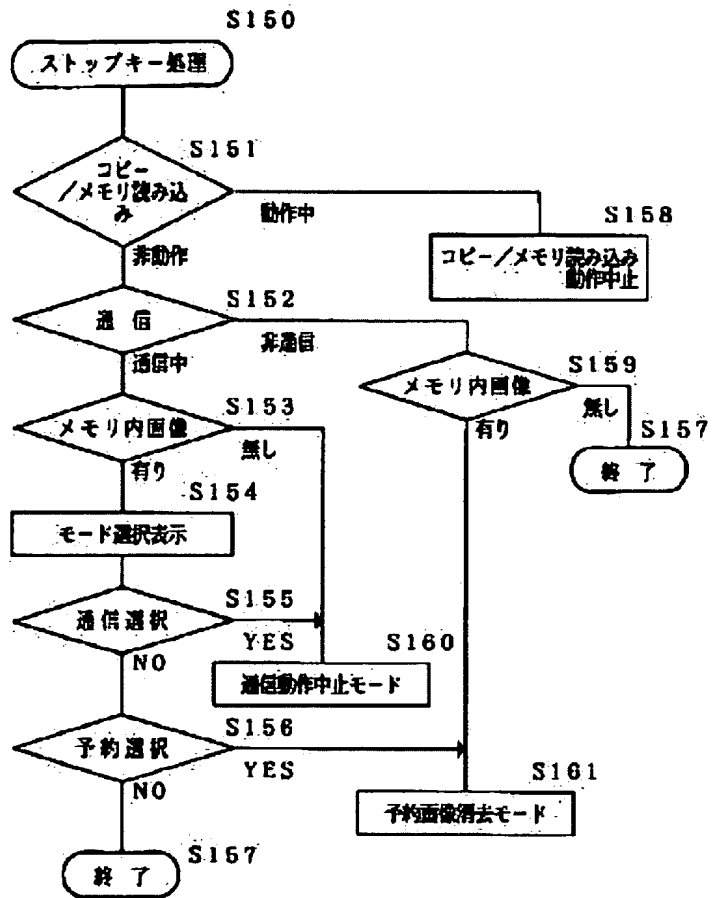 S150
ストップキー処理
S151
コピー
/メモリ読み込
み
動作中
非動作
S158
コピー/メモリ読み込み
動作中止
S152
通信
非通信
通信中
S159
メモリ内画像
無し
有り
S157
終了
S153
メモリ内画像
無し
有り
S154
モード選択表示
S155
通信選択
YES
NO
S160
通信動作中止モード
S156
予約選択
YES
NO
S161
予約画像消去モード
S157
終了